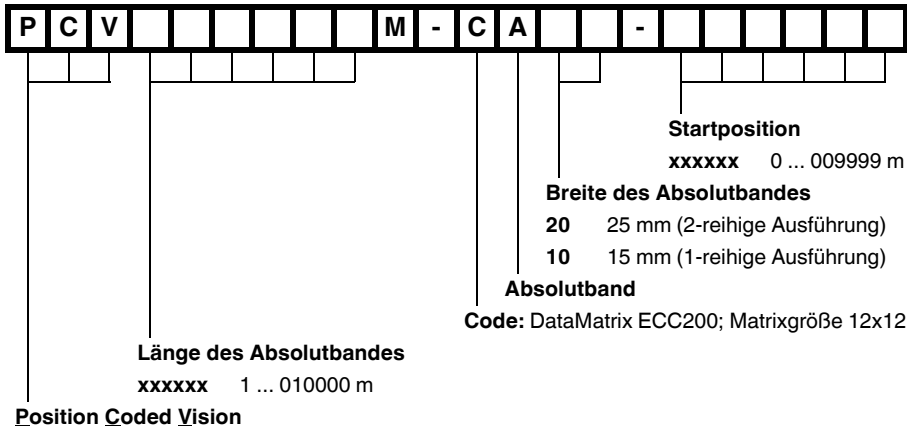 P C V M - C A -
Startposition
xxxxxx 0 ... 009999 m
Breite des Absolutbandes
20 25 mm (2-reihige Ausführung)
10 15 mm (1-reihige Ausführung)
Absolutband
Code: DataMatrix ECC200; Matrixgröße 12x12
Länge des Absolutbandes
xxxxxx 1 ... 010000 m
Position Coded Vision